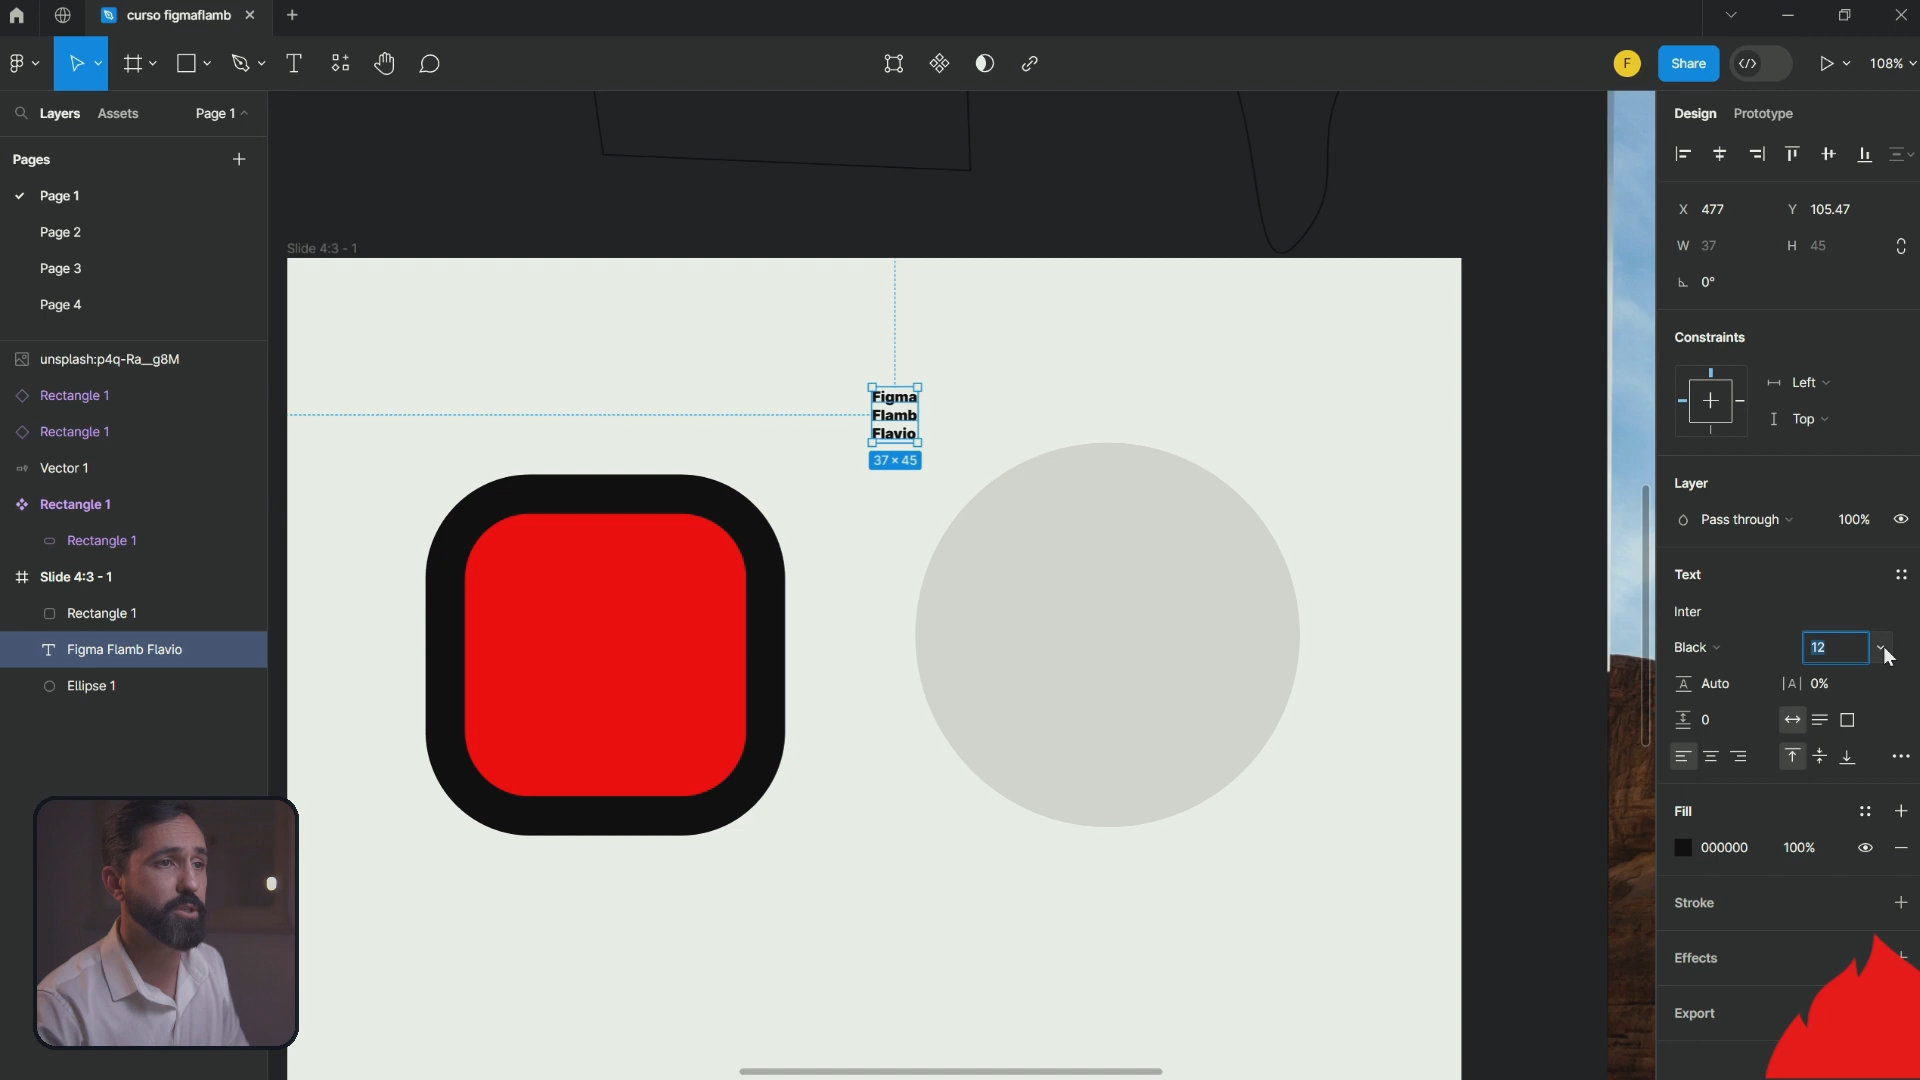 curso figmaflamb
F
Share
108%
Layers
Assets
Page 1
Pages
Page 1
Page 2
Page 3
Page 4
unsplash:p4q-Ra__g8M
Rectangle 1
Rectangle 1
Vector 1
Rectangle 1
Rectangle 1
Slide 4:3 - 1
Rectangle 1
Figma Flamb Flavio
Ellipse 1
Slide 4:3 - 1
Figma
Flamb
Flavio
37 × 45
Design
Prototype
X 477
Y 105.47
W 37
H 45
0°
Constraints
Left
Top
Layer
Pass through
100%
Text
Inter
Black
12
Auto
|A| 0%
0
Fill
000000
100%
Stroke
Effects
Export